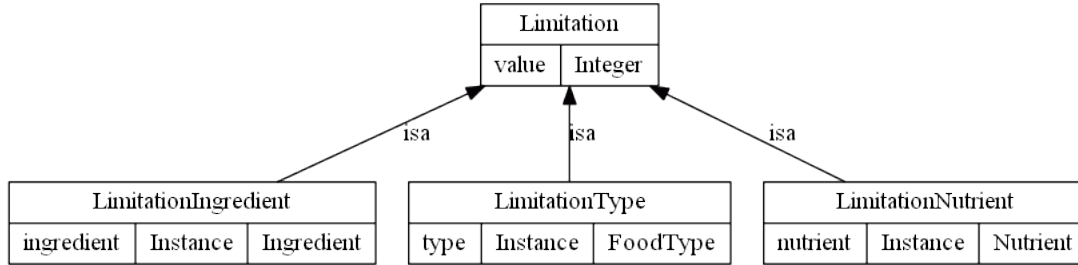 Limitation
value Integer
isa isa isa
LimitationIngredient LimitationType LimitationNutrient
ingredient Instance Ingredient type Instance FoodType nutrient Instance Nutrient